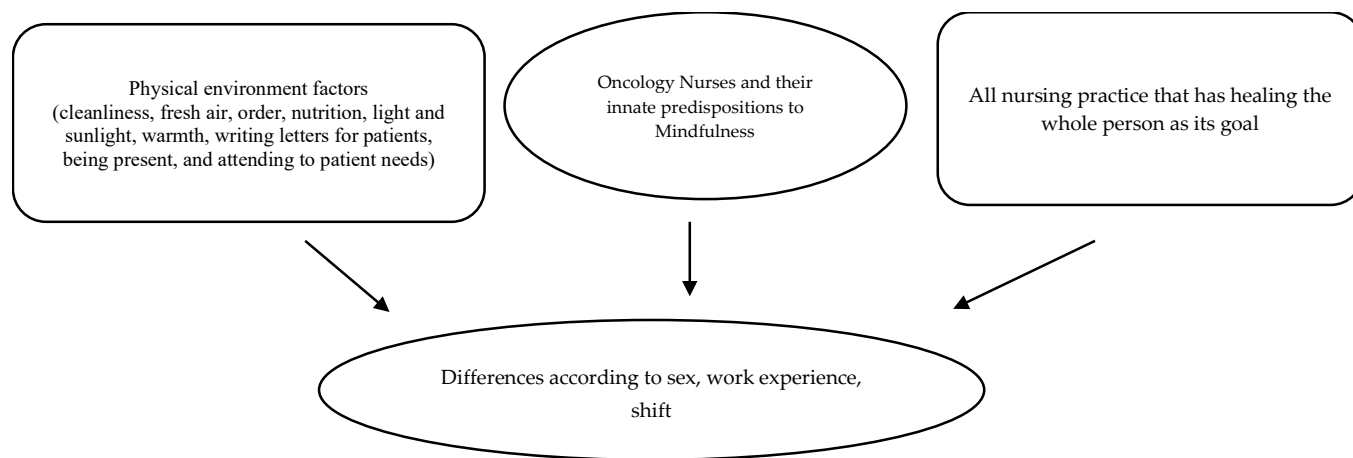 Physical environment factors
(cleanliness, fresh air, order, nutrition, light and
sunlight, warmth, writing letters for patients,
being present, and attending to patient needs)
Oncology Nurses and their
innate predispositions to
Mindfulness
All nursing practice that has healing the
whole person as its goal
Differences according to sex, work experience,
shift